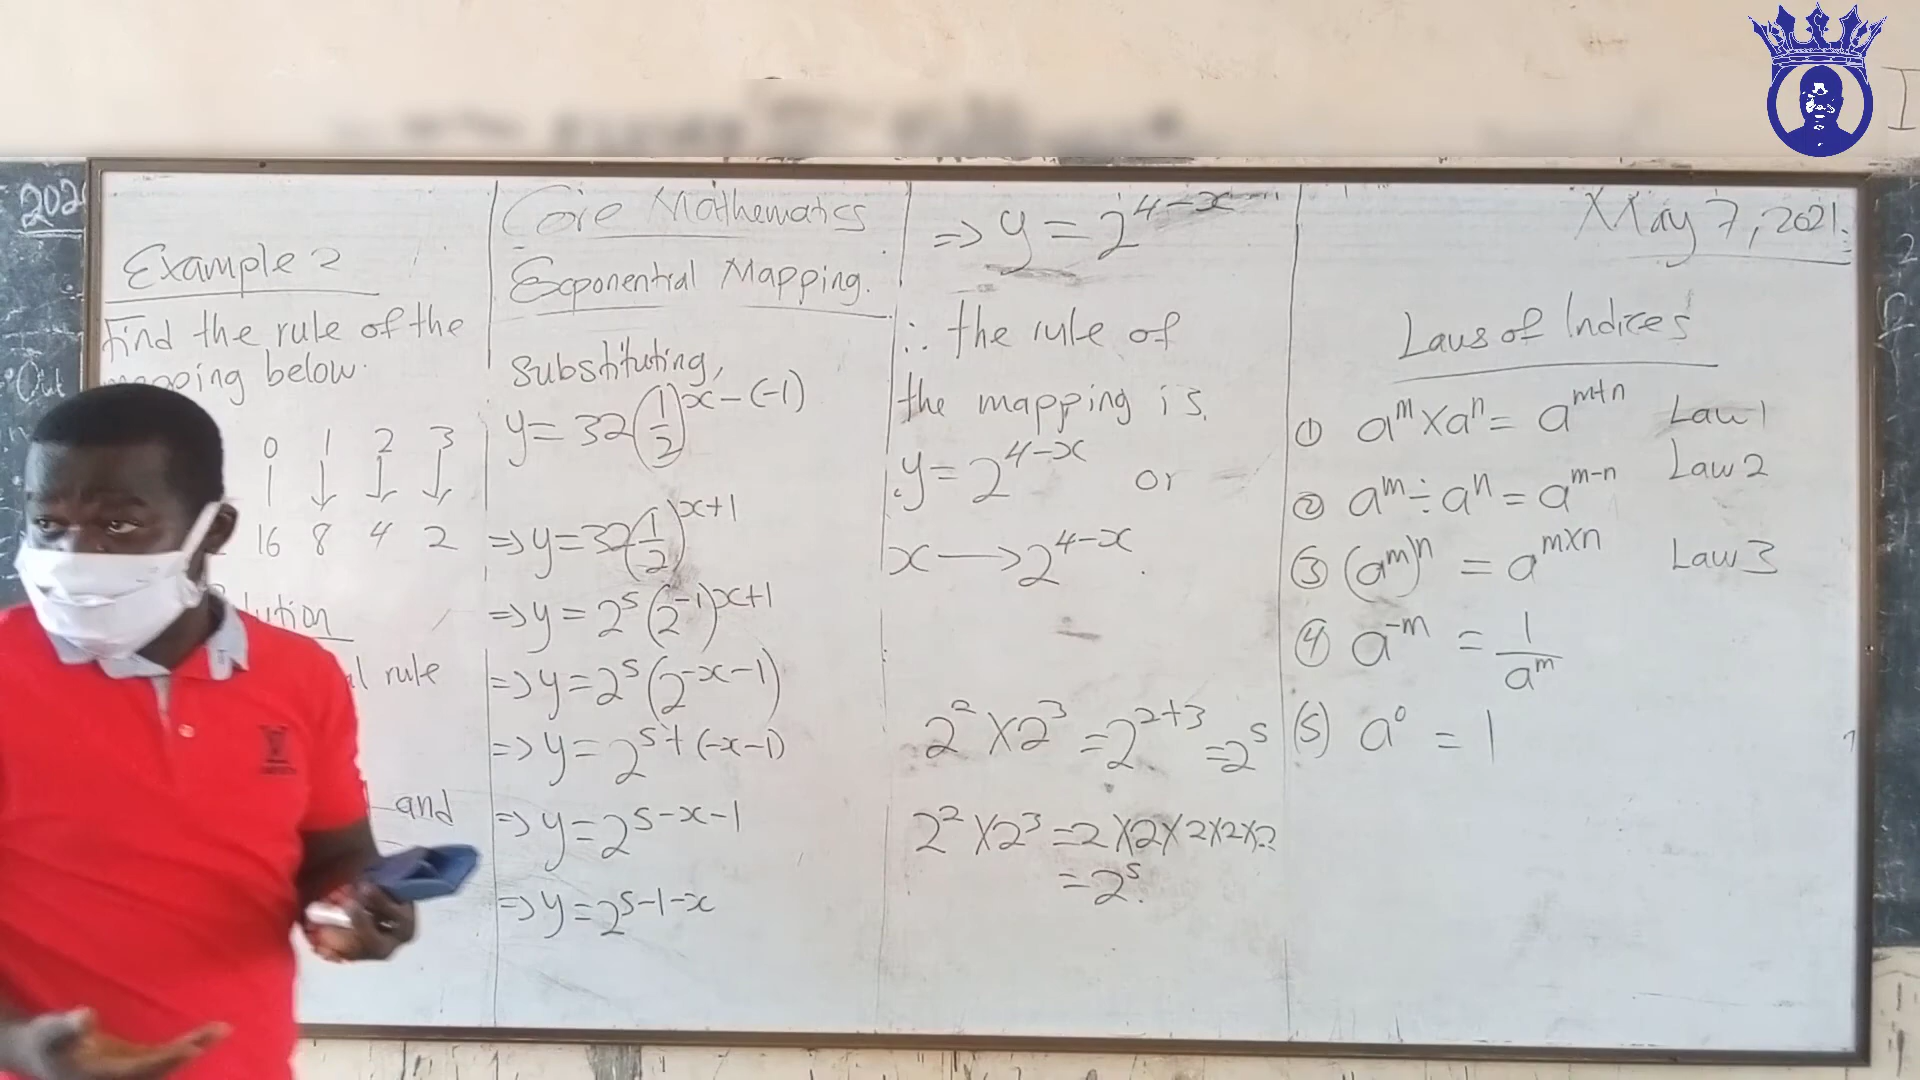 202
Out
Example 2
Find the rule of the
mapping below.
0 1 2 3
↓ ↓ ↓ ↓
16 8 4 2
rule
and
Core Mathematics
Exponential Mapping.
Substituting,
y = 32(1/2)^{x-(-1)}
⇒ y = 32(1/2)^{x+1}
⇒ y = 2^5(2^{-1})^{x+1}
⇒ y = 2^5(2^{-x-1})
⇒ y = 2^{5+(-x-1)}
⇒ y = 2^{5-x-1}
⇒ y = 2^{5-1-x}
⇒ y = 2^{4-x}
∴ the rule of
the mapping is
y = 2^{4-x} or
x → 2^{4-x}.
2^2 × 2^3 = 2^{2+3} = 2^5
2^2 × 2^3 = 2×2×2×2×2
= 2^5.
May 7, 2021.
Laws of Indices
① a^m × a^n = a^{m+n} Law 1
② a^m ÷ a^n = a^{m-n} Law 2
③ (a^m)^n = a^{m×n} Law 3
④ a^{-m} = 1/a^m
(5) a^0 = 1